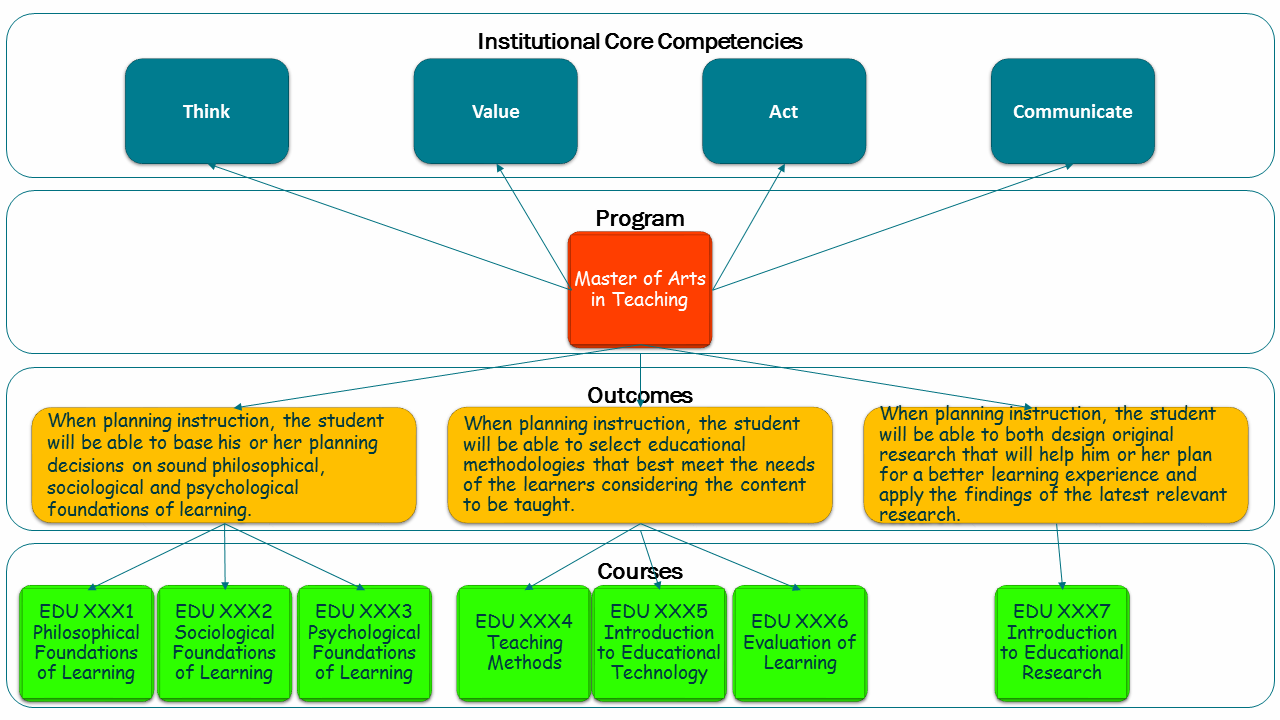 Institutional Core Competencies
Think
Value
Act
Communicate
Program
Master of Arts
in Teaching
Outcomes
When planning instruction, the student
will be able to base his or her planning
decisions on sound philosophical,
sociological and psychological
foundations of learning.
When planning instruction, the student
will be able to select educational
methodologies that best meet the needs
of the learners considering the content
to be taught.
When planning instruction, the student
will be able to both design original
research that will help him or her plan
for a better learning experience and
apply the findings of the latest relevant
research.
Courses
EDU XXX1
Philosophical
Foundations
of Learning
EDU XXX2
Sociological
Foundations
of Learning
EDU XXX3
Psychological
Foundations
of Learning
EDU XXX4
Teaching
Methods
EDU XXX5
Introduction
to Educational
Technology
EDU XXX6
Evaluation of
Learning
EDU XXX7
Introduction
to Educational
Research